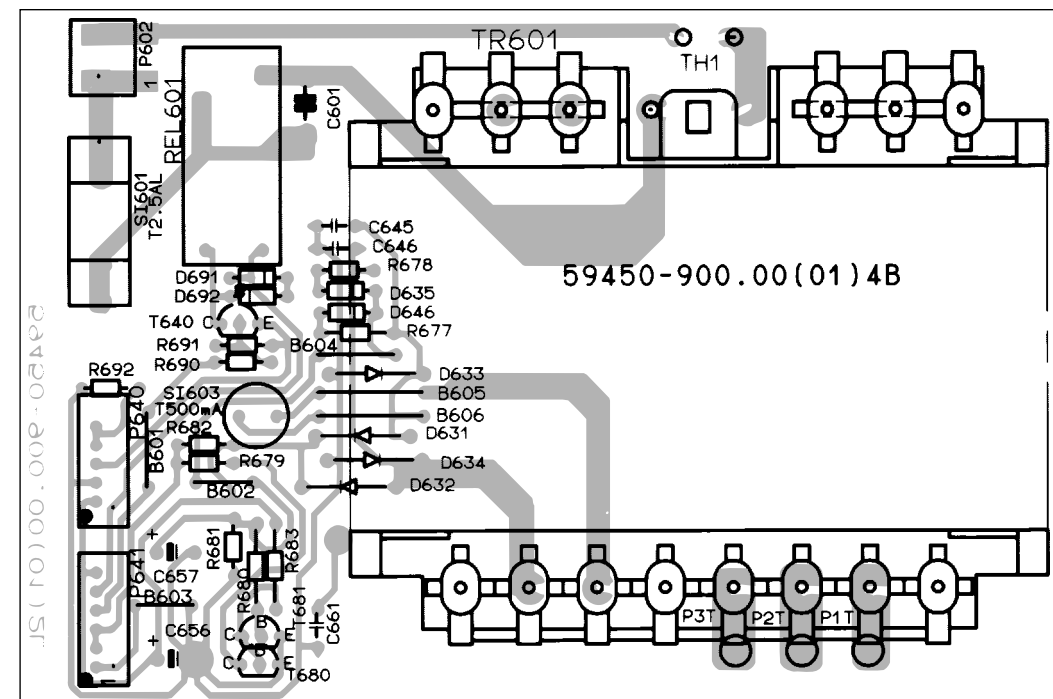 P602
1
TR601
TH1
REL601
C601
SI601
T2.5AL
C645
C646
R678
59450-900.00(01)4B
D691
D692
D635
D646
T640 C E
R677
R691
R690
B604
R692
D633
SI603
T500mA
B605
P640
B606
R682
D631
B601
R679
D634
B602
D632
59450-900.00(01)2L
+
R681
R683
P641
C657
R680
B603
T681
C661
P3T
P2T
P1T
+
C656
B
C E
B
C E
T680
1